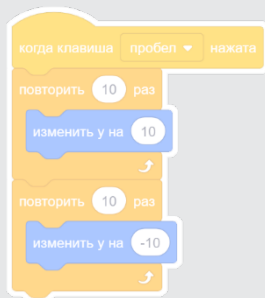 когда клавиша пробел нажата
повторить 10 раз
изменить y на 10
повторить 10 раз
изменить y на -10